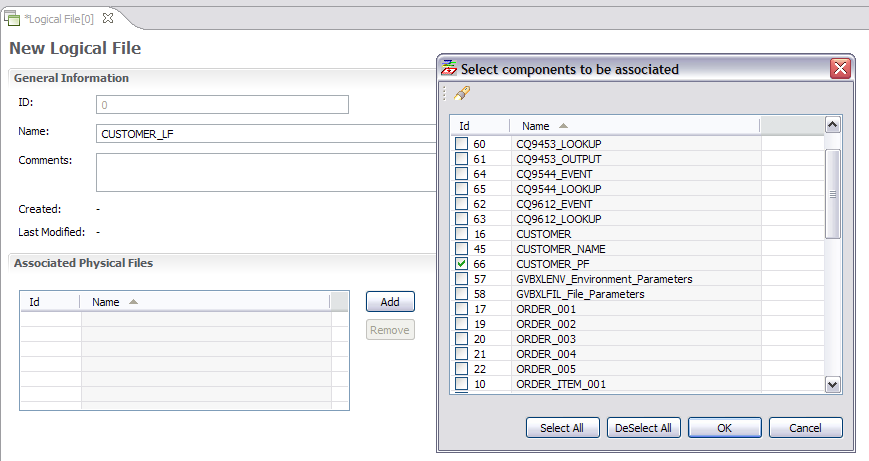 *Logical File[0]
New Logical File
General Information
ID:
0
Name:
CUSTOMER_LF
Comments:
Created:
-
Last Modified:
-
Associated Physical Files
Id Name
Add
Remove
Select components to be associated
Id Name
60 CQ9453_LOOKUP
61 CQ9453_OUTPUT
64 CQ9544_EVENT
65 CQ9544_LOOKUP
62 CQ9612_EVENT
63 CQ9612_LOOKUP
16 CUSTOMER
45 CUSTOMER_NAME
66 CUSTOMER_PF
57 GVBXLENV_Environment_Parameters
58 GVBXLFIL_File_Parameters
17 ORDER_001
19 ORDER_002
20 ORDER_003
21 ORDER_004
22 ORDER_005
10 ORDER_ITEM_001
Select All DeSelect All OK Cancel